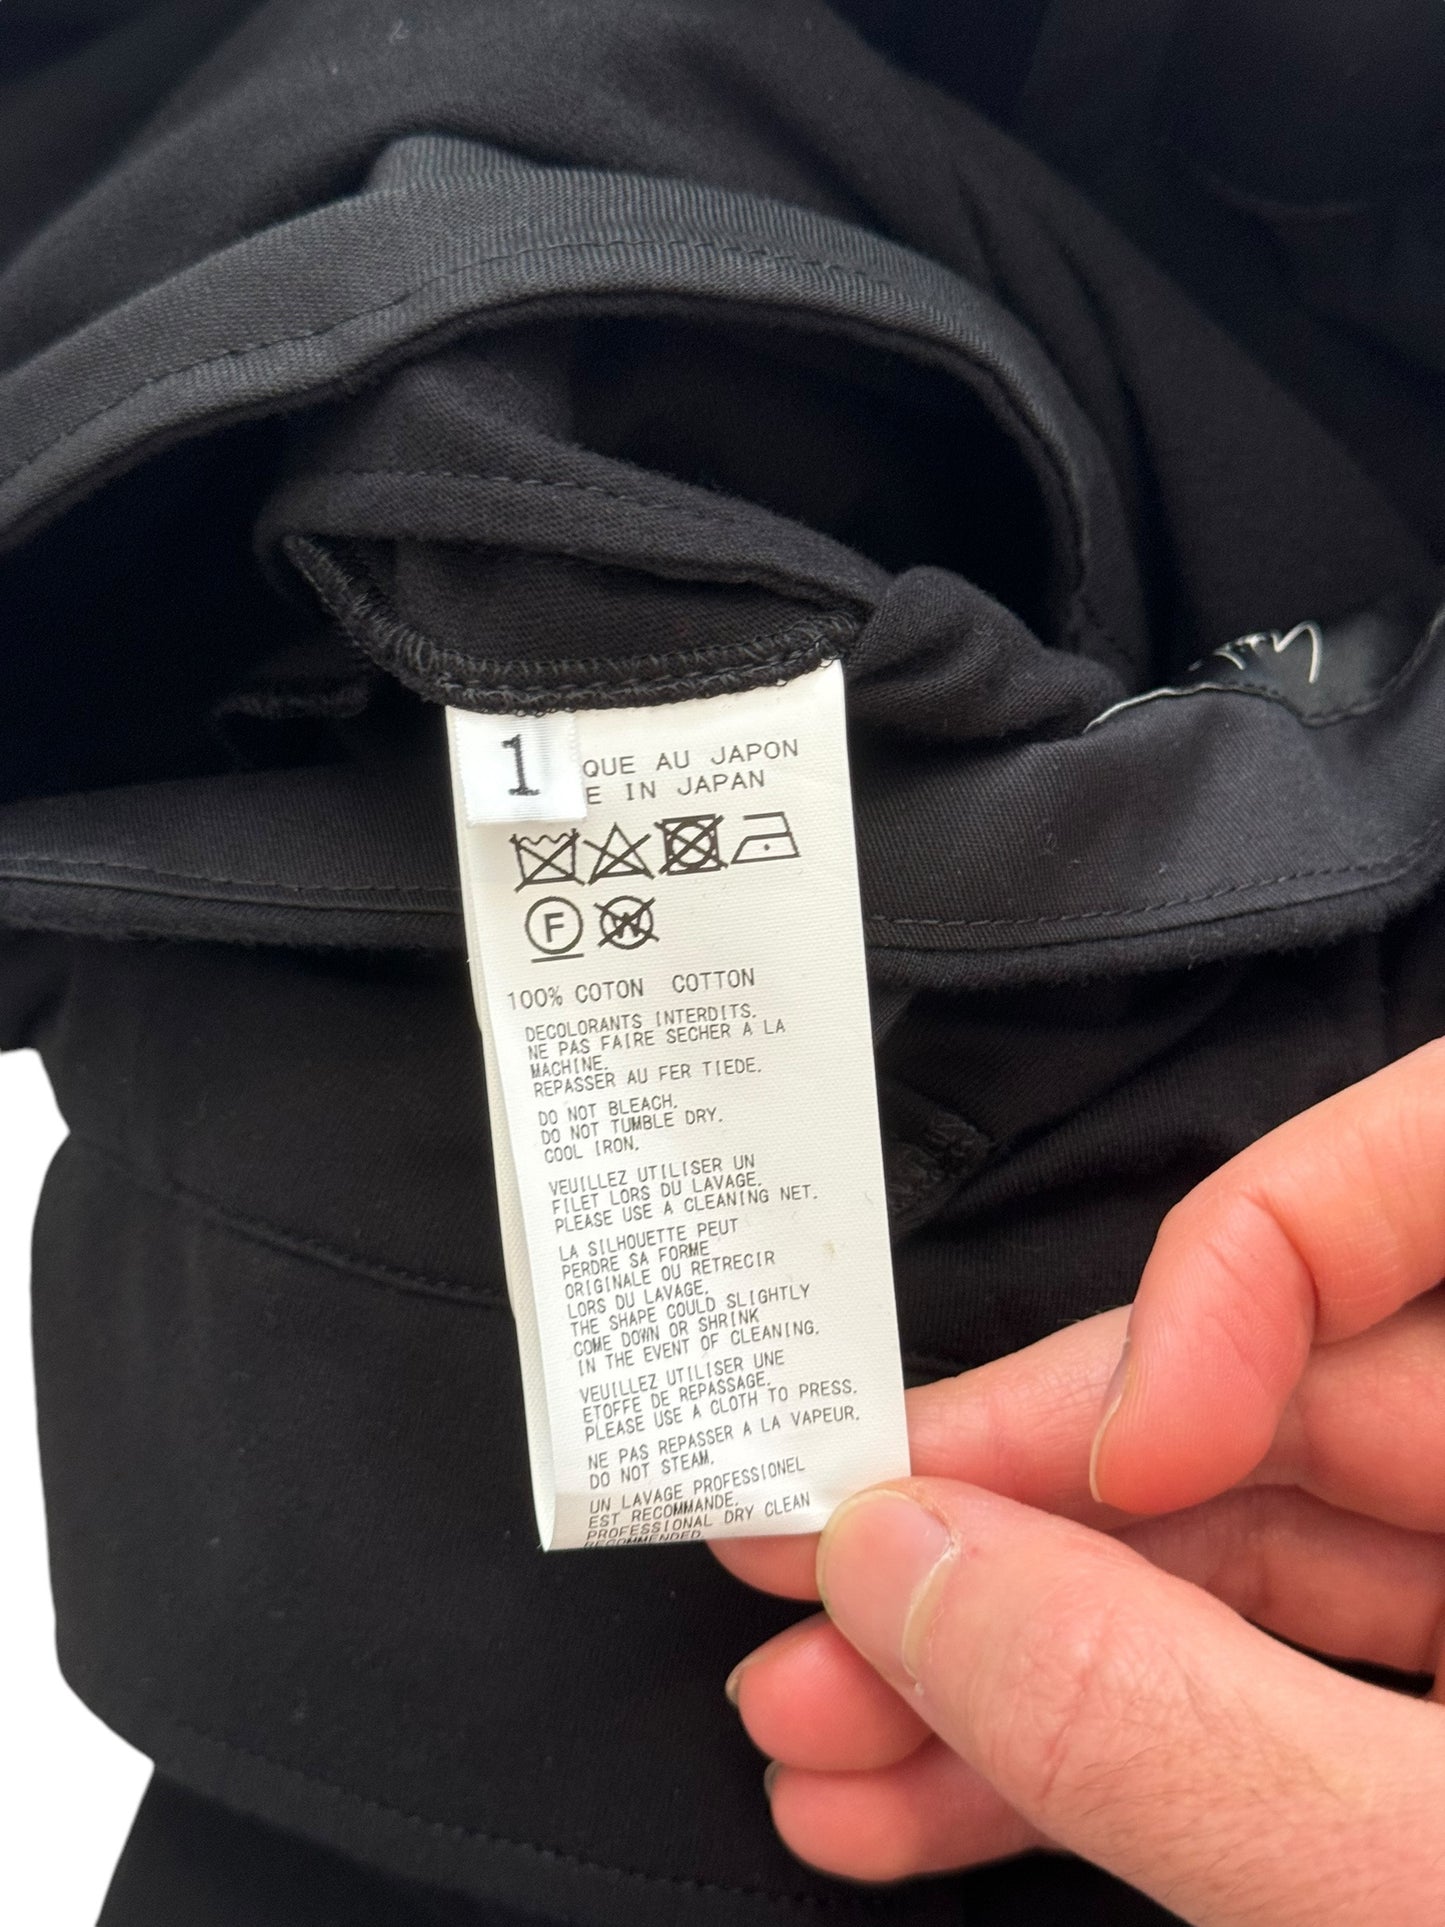 1
QUE AU JAPON
E IN JAPAN
F
W
100% COTON COTTON
DECOLORANTS INTERDITS.
NE PAS FAIRE SECHER A LA
MACHINE.
REPASSER AU FER TIEDE.
DO NOT BLEACH.
DO NOT TUMBLE DRY.
COOL IRON.
VEUILLEZ UTILISER UN
FILET LORS DU LAVAGE.
PLEASE USE A CLEANING NET.
LA SILHOUETTE PEUT
PERDRE SA FORME
ORIGINALE OU RETRECIR
LORS DU LAVAGE.
THE SHAPE COULD SLIGHTLY
COME DOWN OR SHRINK
IN THE EVENT OF CLEANING.
VEUILLEZ UTILISER UNE
ETOFFE DE REPASSAGE.
PLEASE USE A CLOTH TO PRESS.
NE PAS REPASSER A LA VAPEUR.
DO NOT STEAM.
UN LAVAGE PROFESSIONEL
EST RECOMMANDE.
PROFESSIONAL DRY CLEAN
RECOMMENDED.